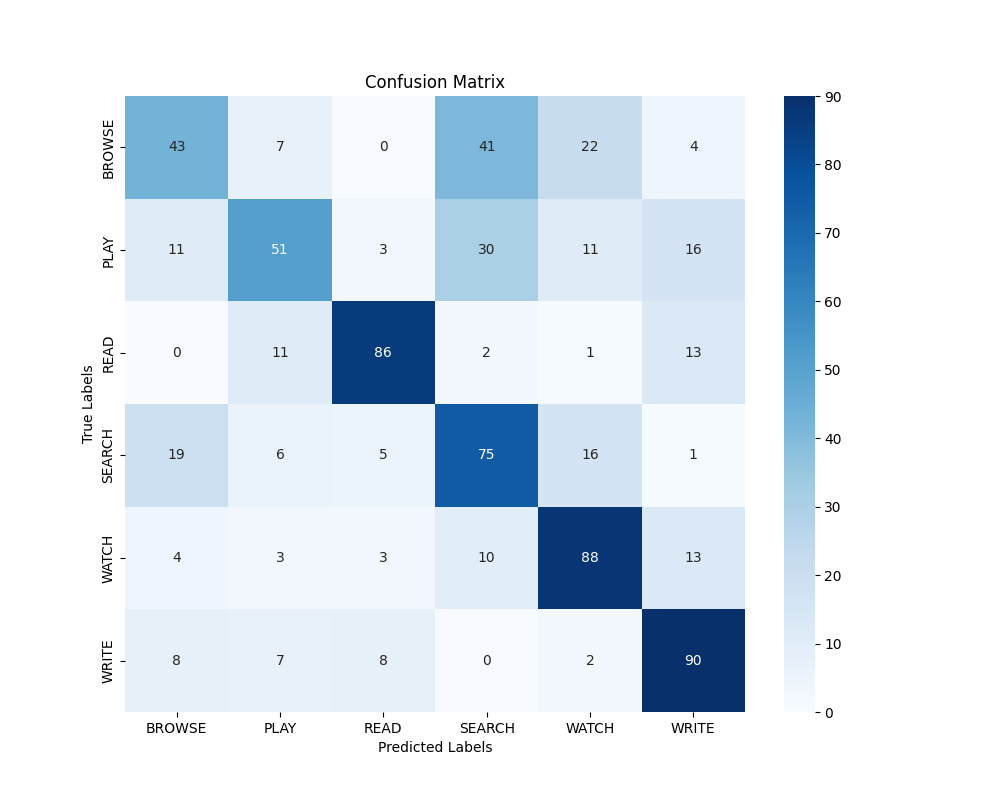 Confusion Matrix
True Labels
BROWSE 43 7 0 41 22 4
PLAY 11 51 3 30 11 16
READ 0 11 86 2 1 13
SEARCH 19 6 5 75 16 1
WATCH 4 3 3 10 88 13
WRITE 8 7 8 0 2 90
BROWSE PLAY READ SEARCH WATCH WRITE
Predicted Labels
90
80
70
60
50
40
30
20
10
0